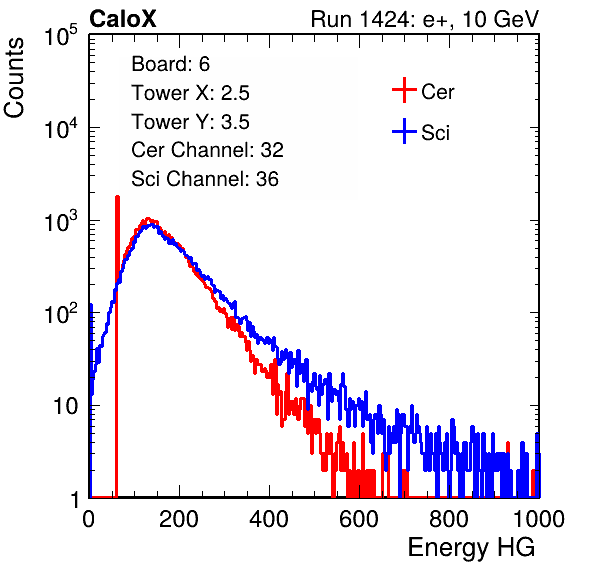 CaloX Run 1424: e+, 10 GeV
Counts
Board: 6
Tower X: 2.5
Tower Y: 3.5
Cer Channel: 32
Sci Channel: 36
Cer
Sci
10^5
10^4
10^3
10^2
10
1
0 200 400 600 800 1000
Energy HG